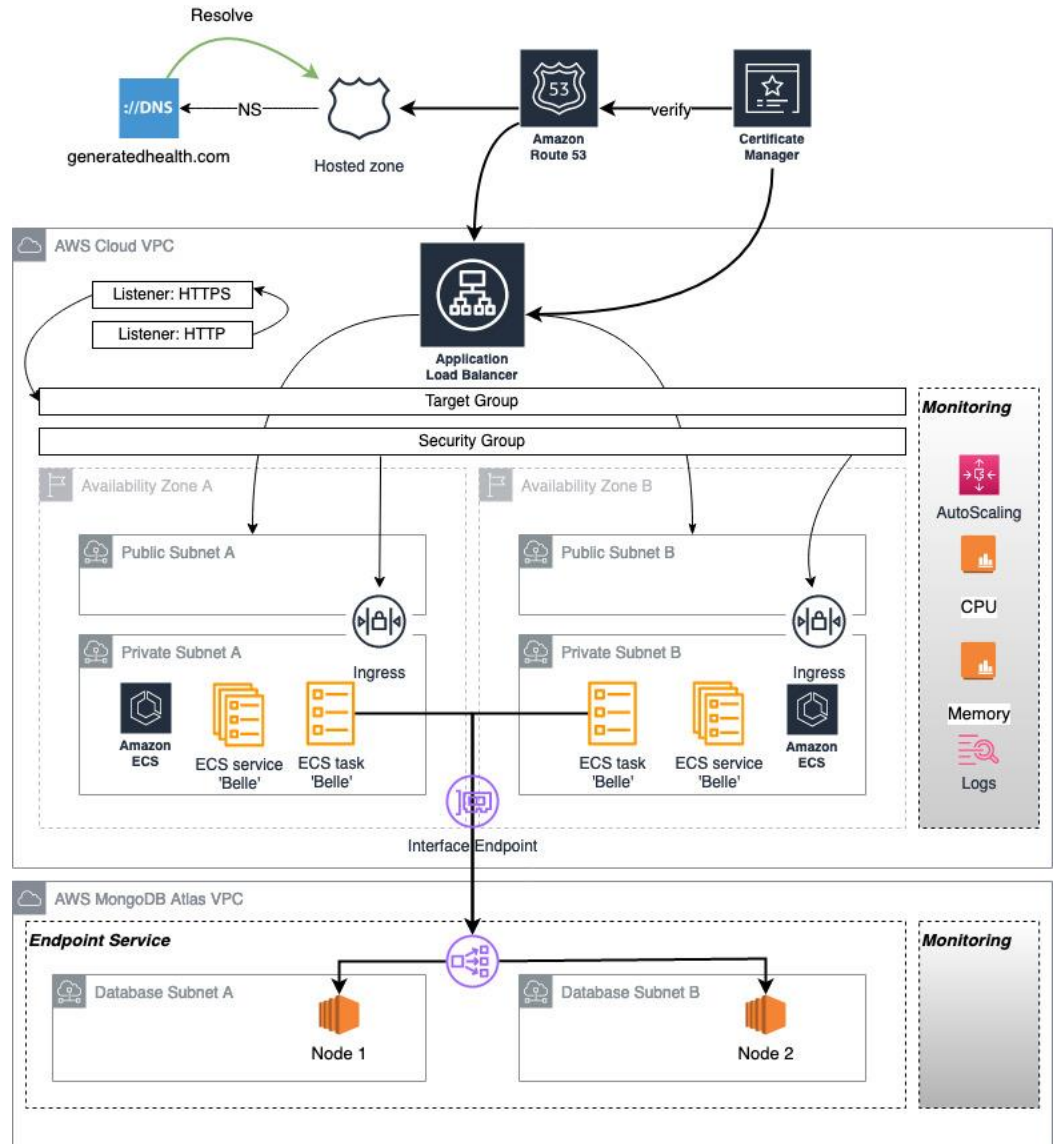 Resolve
://DNS
NS
53
verify
generatedhealth.com
Hosted zone
Amazon
Route 53
Certificate
Manager
AWS Cloud VPC
Listener: HTTPS
Listener: HTTP
Application
Load Balancer
Target Group
Security Group
Monitoring
AutoScaling
CPU
Memory
Logs
Availability Zone A
Public Subnet A
Private Subnet A
Ingress
Amazon
ECS
ECS service
'Belle'
ECS task
'Belle'
Availability Zone B
Public Subnet B
Private Subnet B
Ingress
ECS task
'Belle'
ECS service
'Belle'
Amazon
ECS
Interface Endpoint
AWS MongoDB Atlas VPC
Endpoint Service
Database Subnet A
Node 1
Database Subnet B
Node 2
Monitoring